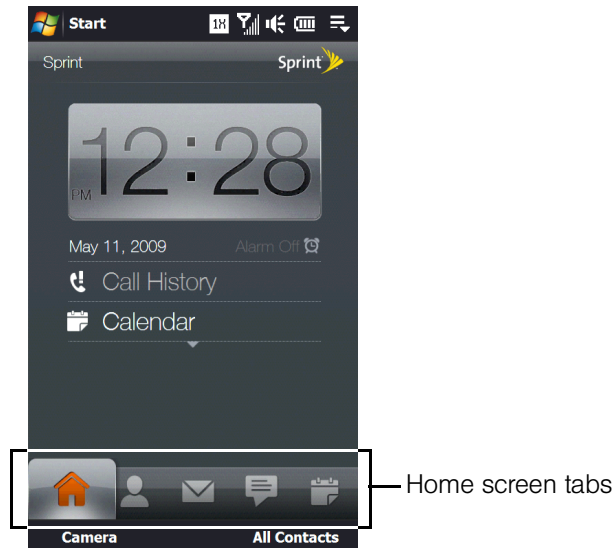 Start 1X
Sprint Sprint
PM 12:28
May 11, 2009 Alarm Off
Call History
Calendar
Home screen tabs
Camera All Contacts